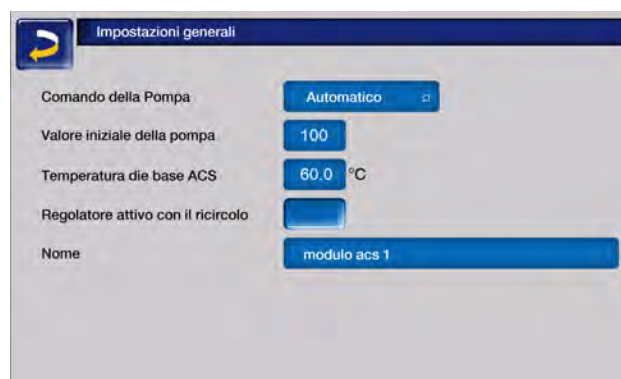 Impostazioni generali
Comando della Pompa Automatico
Valore iniziale della pompa 100
Temperatura die base ACS 60.0 °C
Regolatore attivo con il ricircolo
Nome modulo acs 1